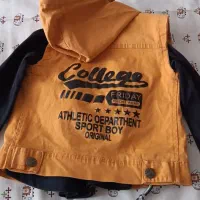 College
FRIDAY
ATHLETIC DEPARTMENT
SPORT BOY
ORIGINAL